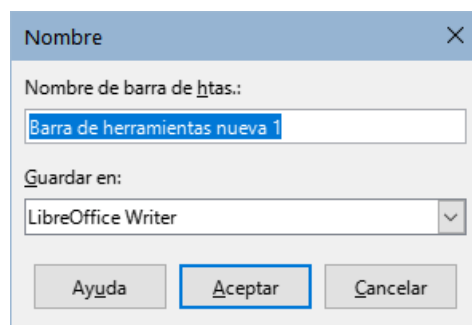 Nombre
Nombre de barra de htas.:
Barra de herramientas nueva 1
Guardar en:
LibreOffice Writer
Ayuda Aceptar Cancelar